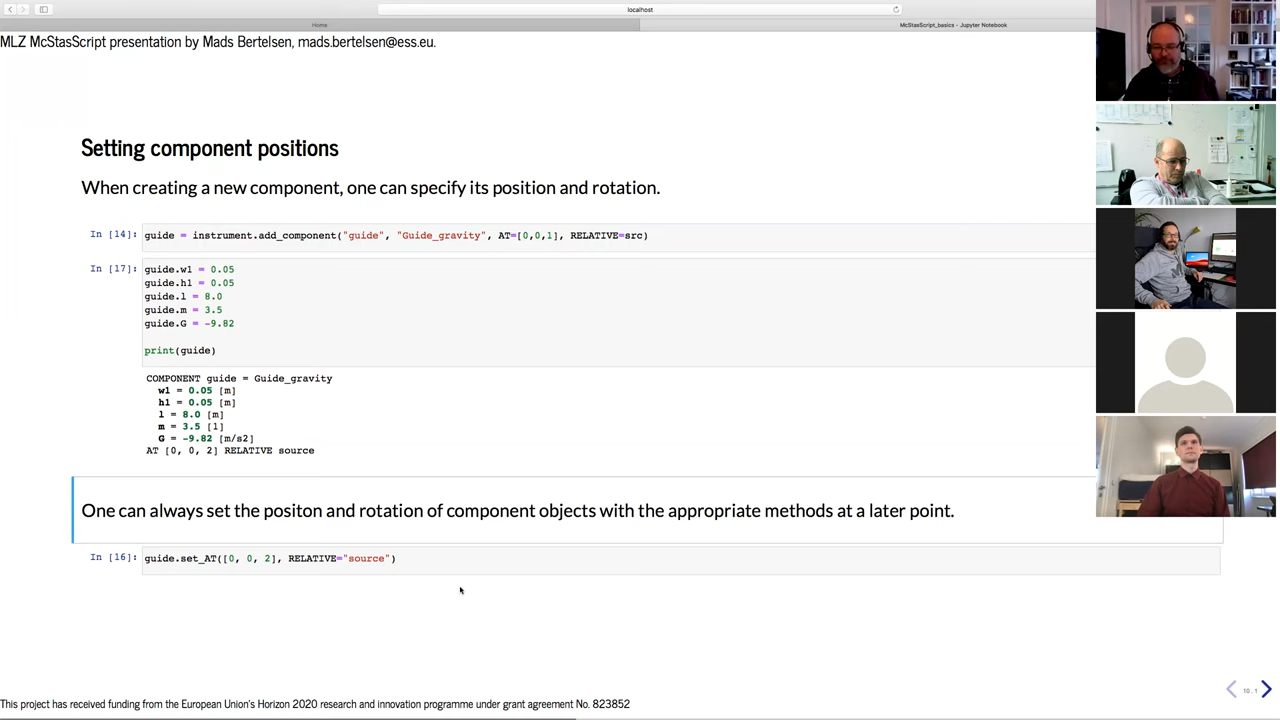 localhost
Home
McStasScript_basics - Jupyter Notebook
MLZ McStasScript presentation by Mads Bertelsen, mads.bertelsen@ess.eu.
Setting component positions
When creating a new component, one can specify its position and rotation.
In [14]: guide = instrument.add_component("guide", "Guide_gravity", AT=[0,0,1], RELATIVE=src)
In [17]: guide.w1 = 0.05
guide.h1 = 0.05
guide.l = 8.0
guide.m = 3.5
guide.G = -9.82
print(guide)
COMPONENT guide = Guide_gravity
w1 = 0.05 [m]
h1 = 0.05 [m]
l = 8.0 [m]
m = 3.5 [1]
G = -9.82 [m/s2]
AT [0, 0, 2] RELATIVE source
One can always set the positon and rotation of component objects with the appropriate methods at a later point.
In [16]: guide.set_AT([0, 0, 2], RELATIVE="source")
10.1
This project has received funding from the European Union's Horizon 2020 research and innovation programme under grant agreement No. 823852